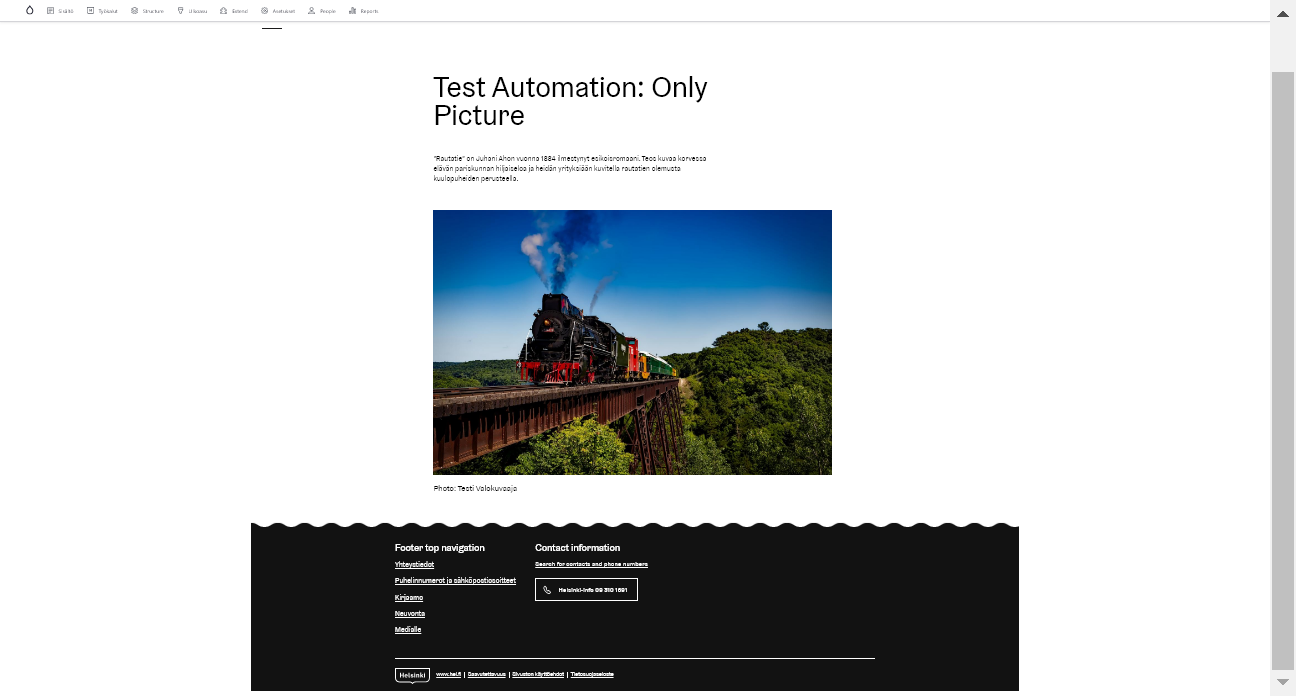 Sisältö Työkalut Structure Ulkoasu Extend Asetukset People Reports
Test Automation: Only
Picture
"Rautatie" on Juhani Ahon vuonna 1884 ilmestynyt esikoisromaani. Teos kuvaa korvessa
elävän pariskunnan hiljaiseloa ja heidän yrityksiään kuvitella rautatien olemusta
kuulopuheiden perusteella.
Photo: Testi Valokuvaaja
Footer top navigation
Yhteystiedot
Puhelinnumerot ja sähköpostiosoitteet
Kirjaamo
Neuvonta
Medialle
Contact information
Search for contacts and phone numbers
Helsinki-info 09 310 1691
Helsinki www.hel.fi | Saavutettavuus | Sivuston käyttöehdot | Tietosuojaseloste